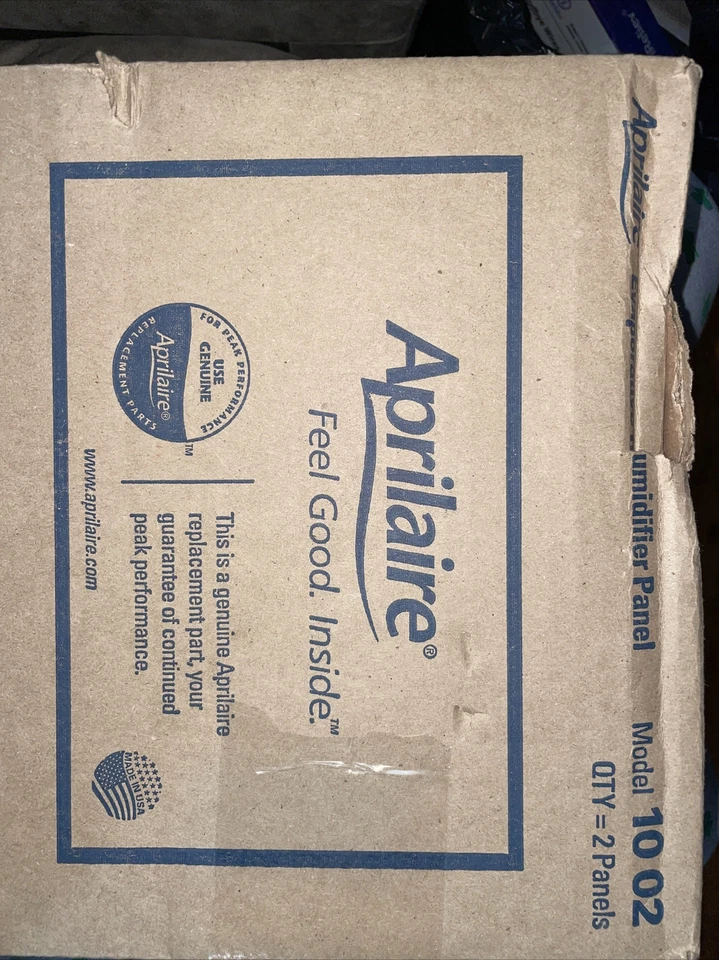 Aprilaire umidifier Panel Model 10 02
QTY = 2 Panels
Aprilaire®
Feel Good. Inside.™
FOR PEAK PERFORMANCE
USE
GENUINE
Aprilaire®
REPLACEMENT PARTS
TM
This is a genuine Aprilaire
replacement part, your
guarantee of continued
peak performance.
www.aprilaire.com
MADE IN USA